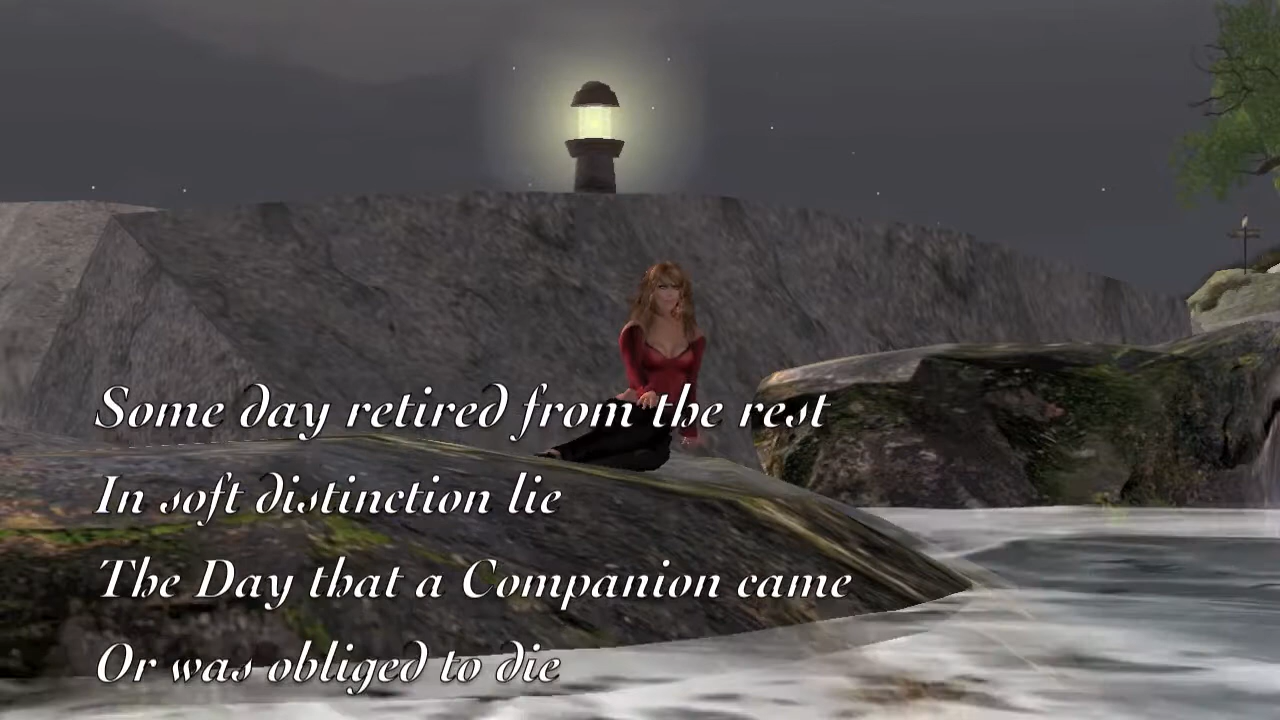 Some day retired from the rest
In soft distinction lie
The Day that a Companion came
Or was obliged to die